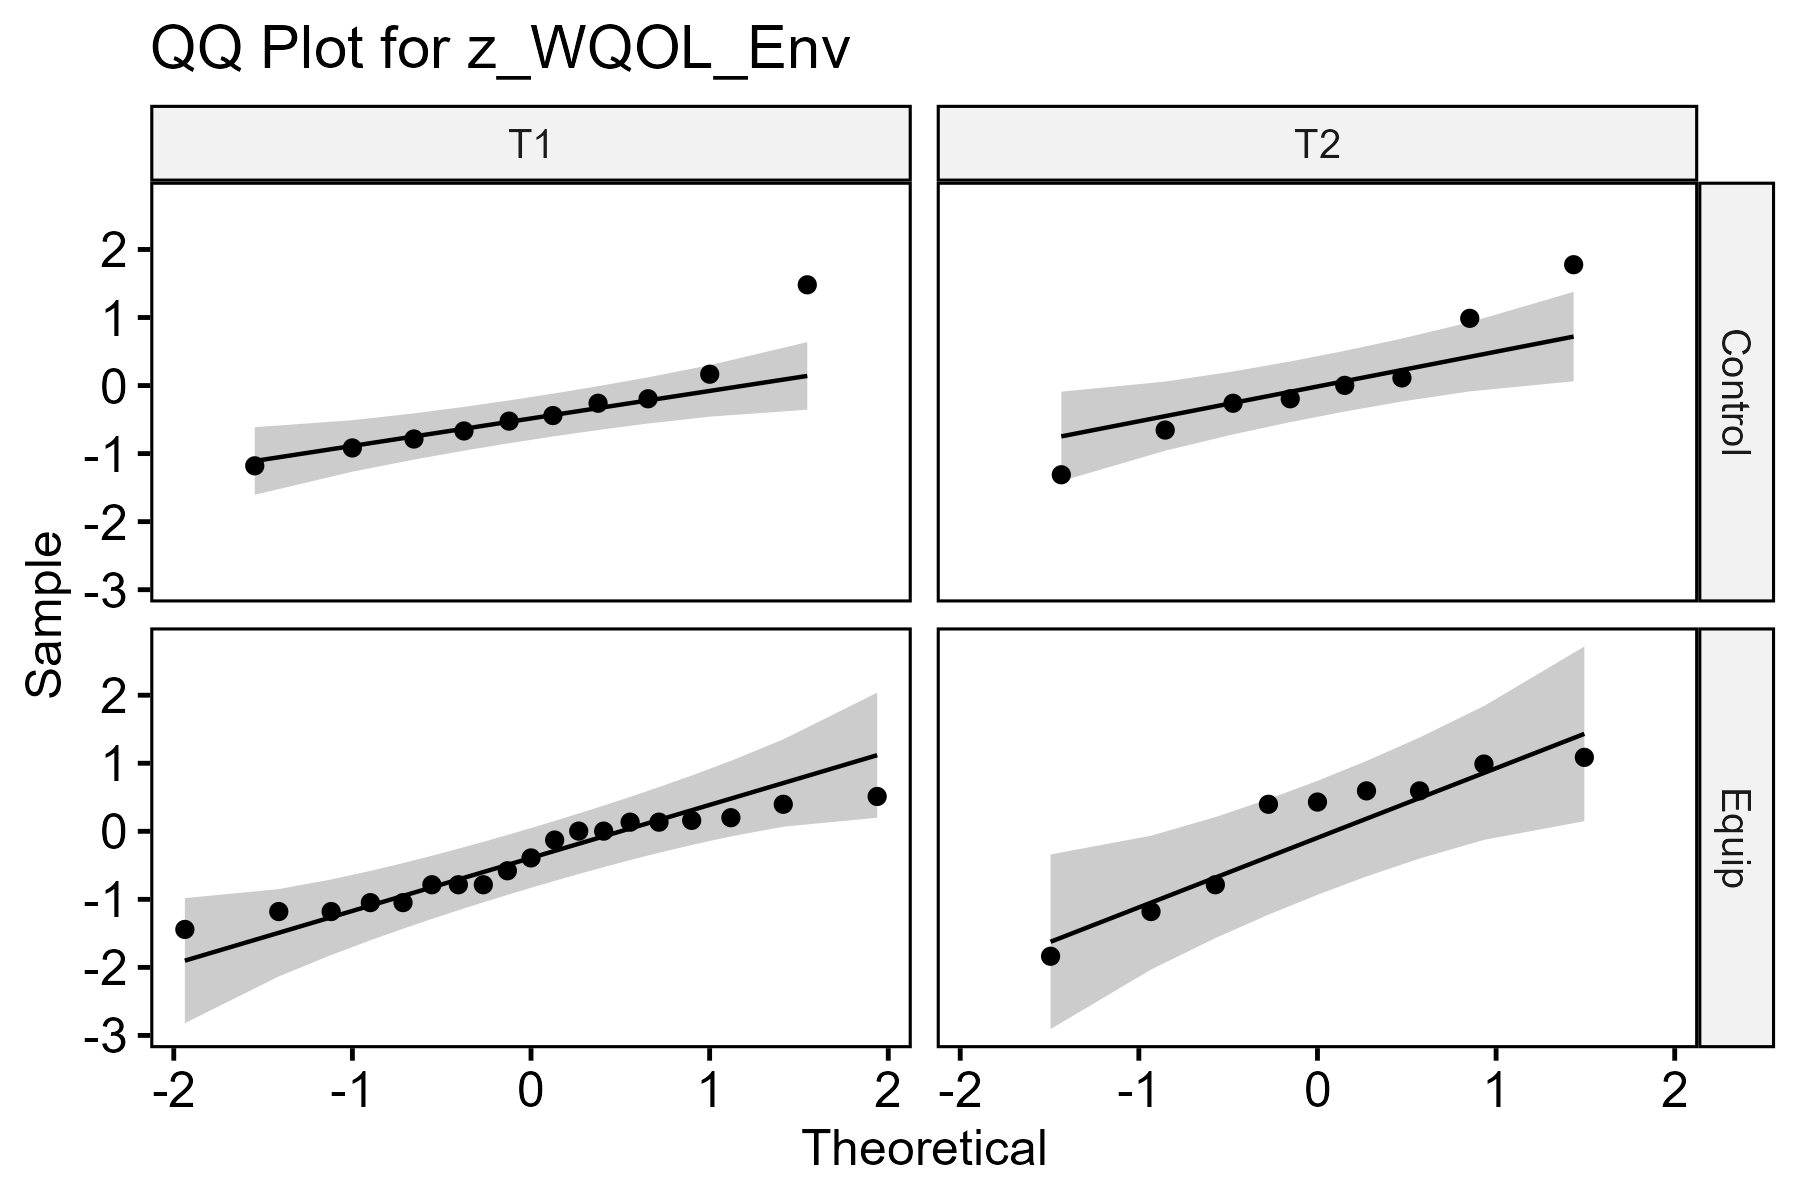 QQ Plot for z_WQOL_Env
T1
T2
2
1
0
-1
-2
-3
Control
Sample
2
1
0
-1
-2
-3
Equip
-2 -1 0 1 2
-2 -1 0 1 2
Theoretical